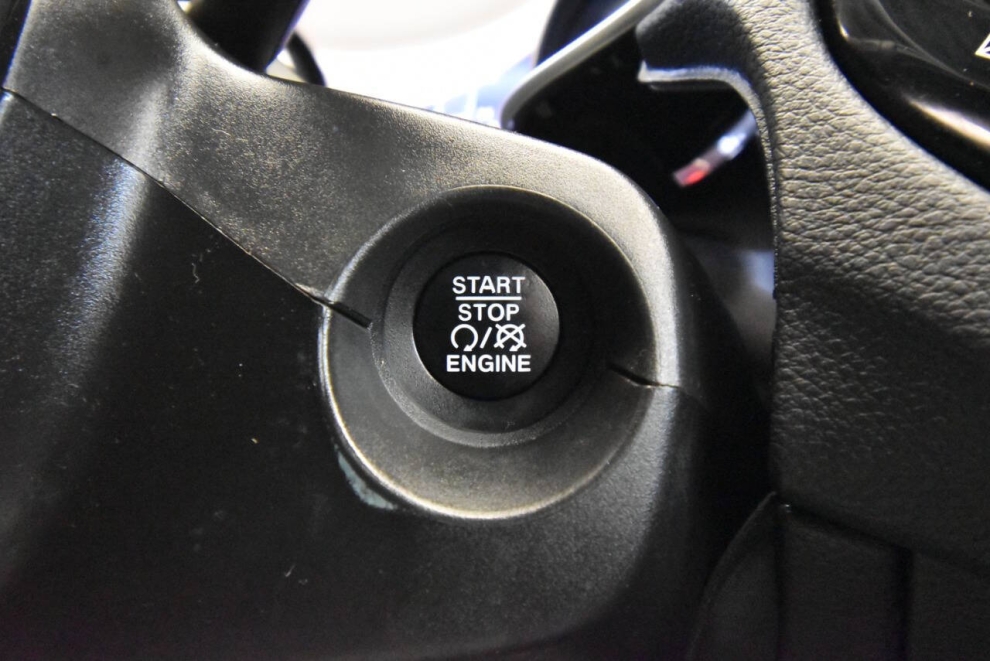 START
STOP
/
ENGINE